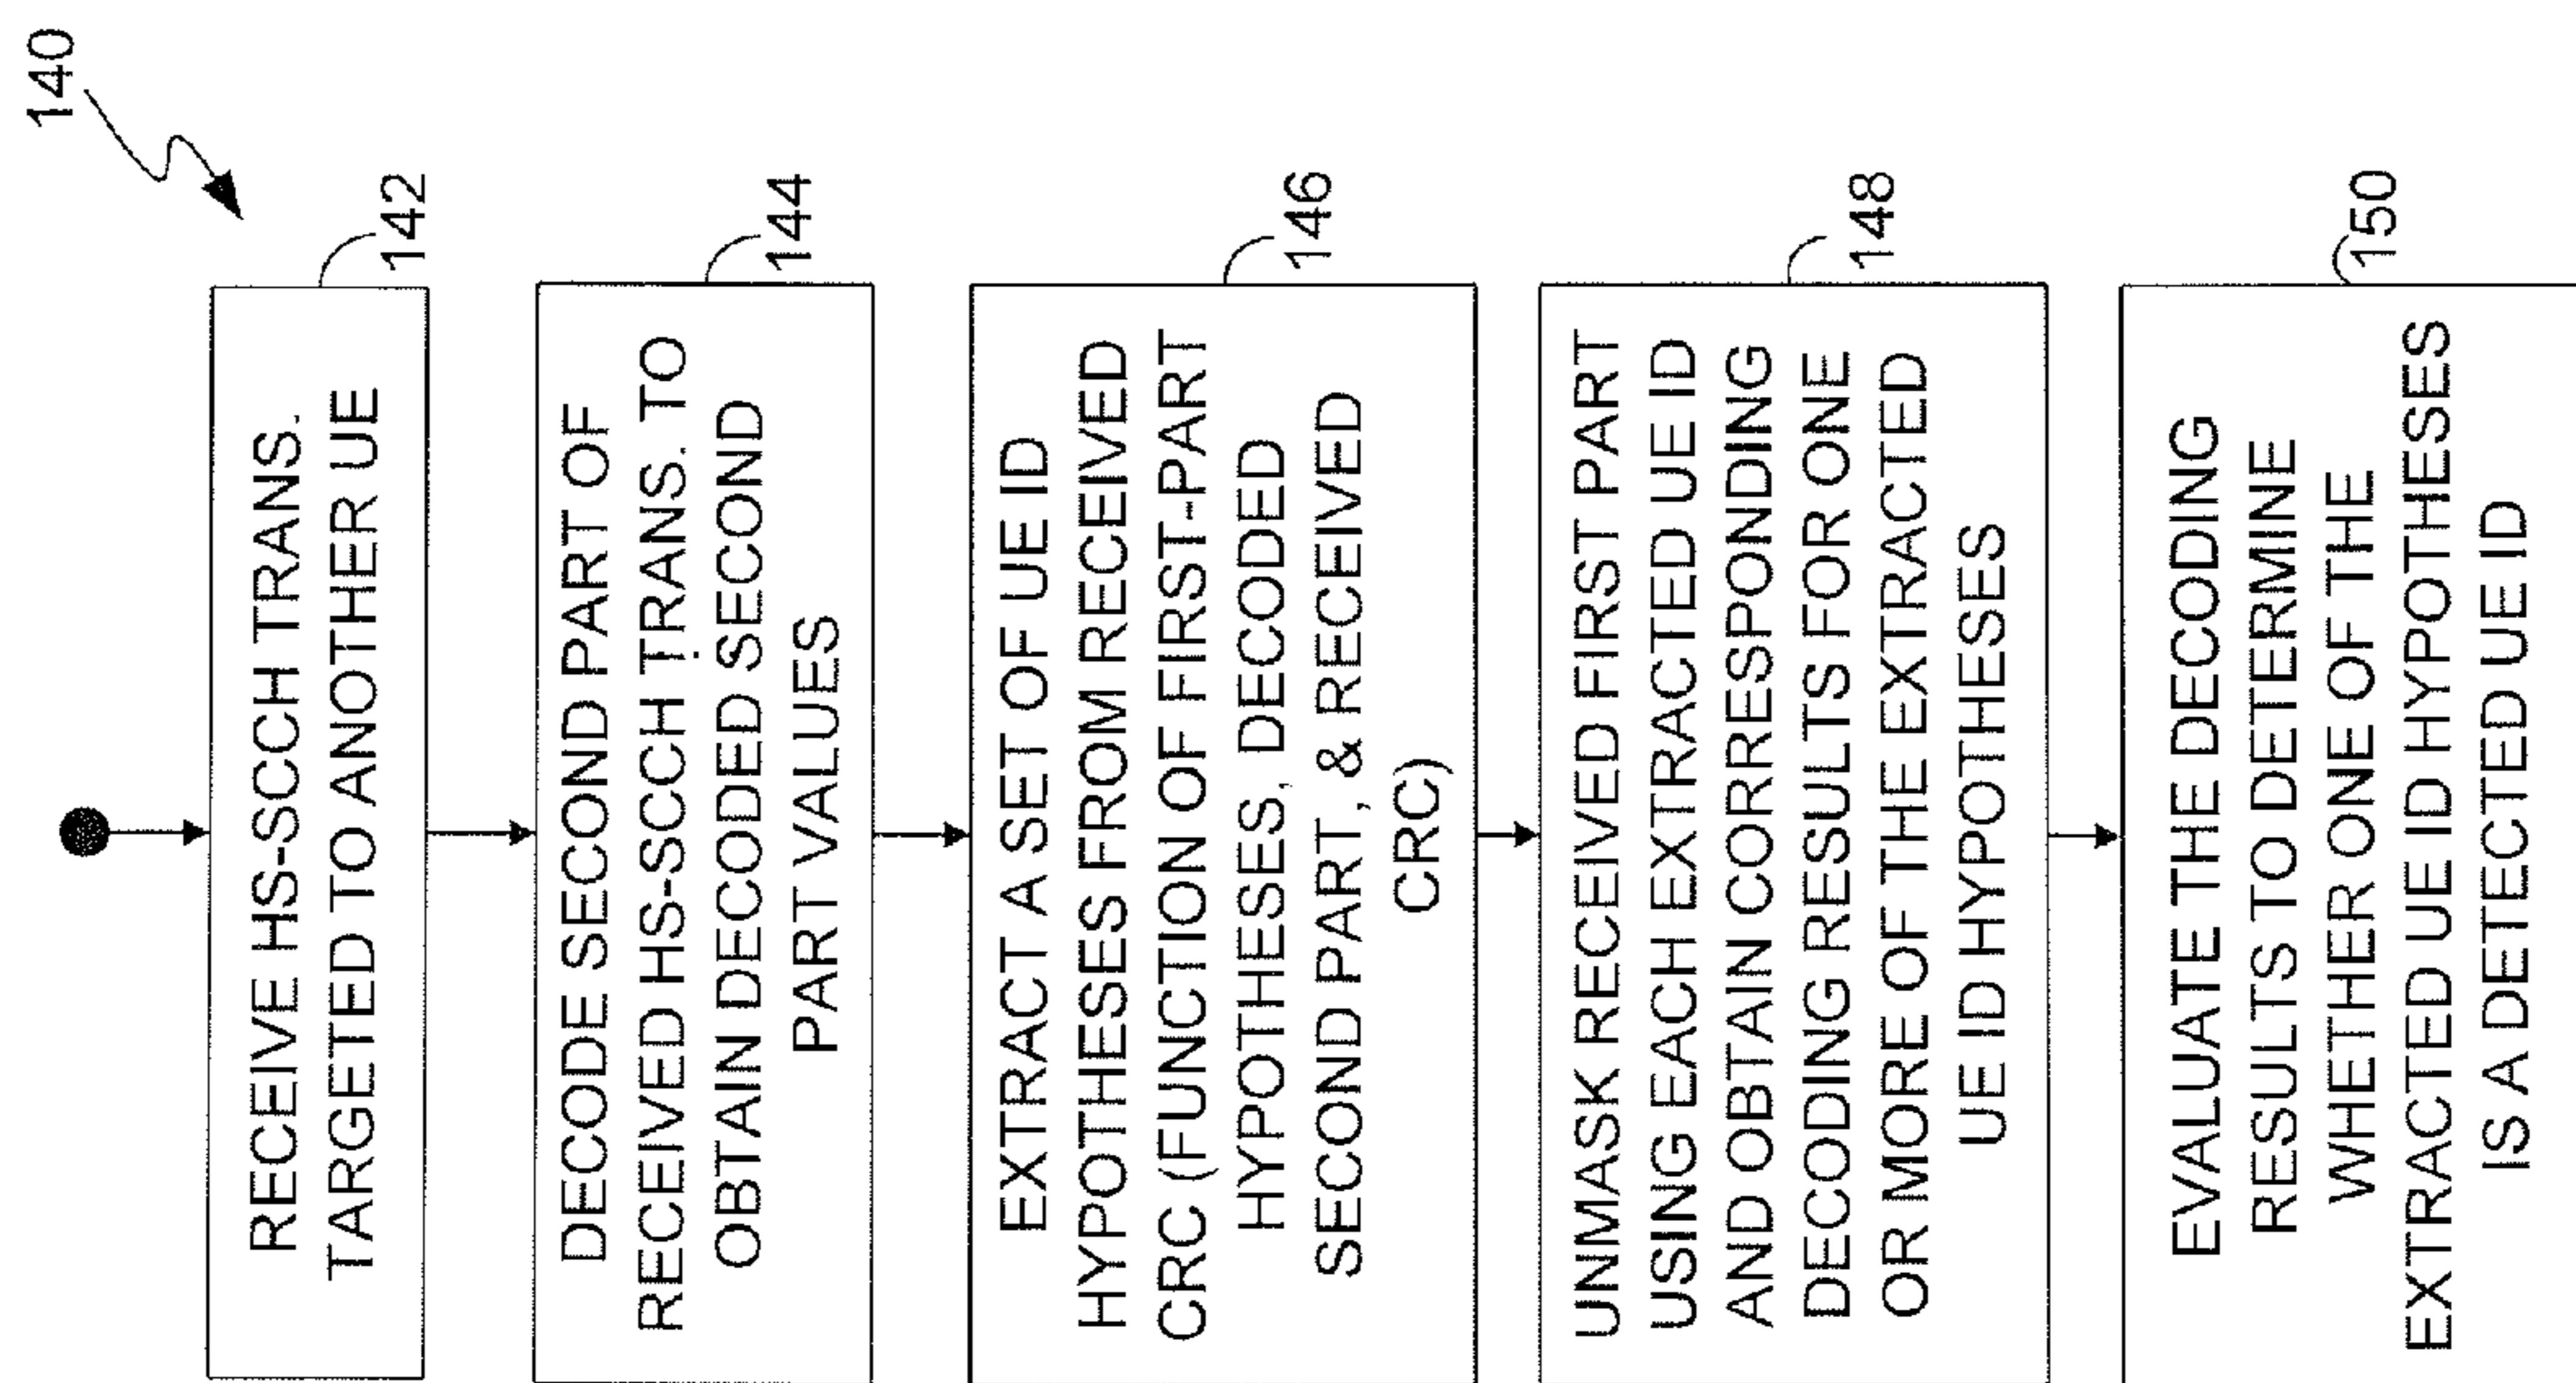 140
RECEIVE HS-SCCH TRANS.
TARGETED TO ANOTHER UE
142
DECODE SECOND PART OF
RECEIVED HS-SCCH TRANS. TO
OBTAIN DECODED SECOND
PART VALUES
144
EXTRACT A SET OF UE ID
HYPOTHESES FROM RECEIVED
CRC (FUNCTION OF FIRST-PART
HYPOTHESES, DECODED
SECOND PART, & RECEIVED
CRC)
146
UNMASK RECEIVED FIRST PART
USING EACH EXTRACTED UE ID
AND OBTAIN CORRESPONDING
DECODING RESULTS FOR ONE
OR MORE OF THE EXTRACTED
UE ID HYPOTHESES
148
EVALUATE THE DECODING
RESULTS TO DETERMINE
WHETHER ONE OF THE
EXTRACTED UE ID HYPOTHESES
IS A DETECTED UE ID
150